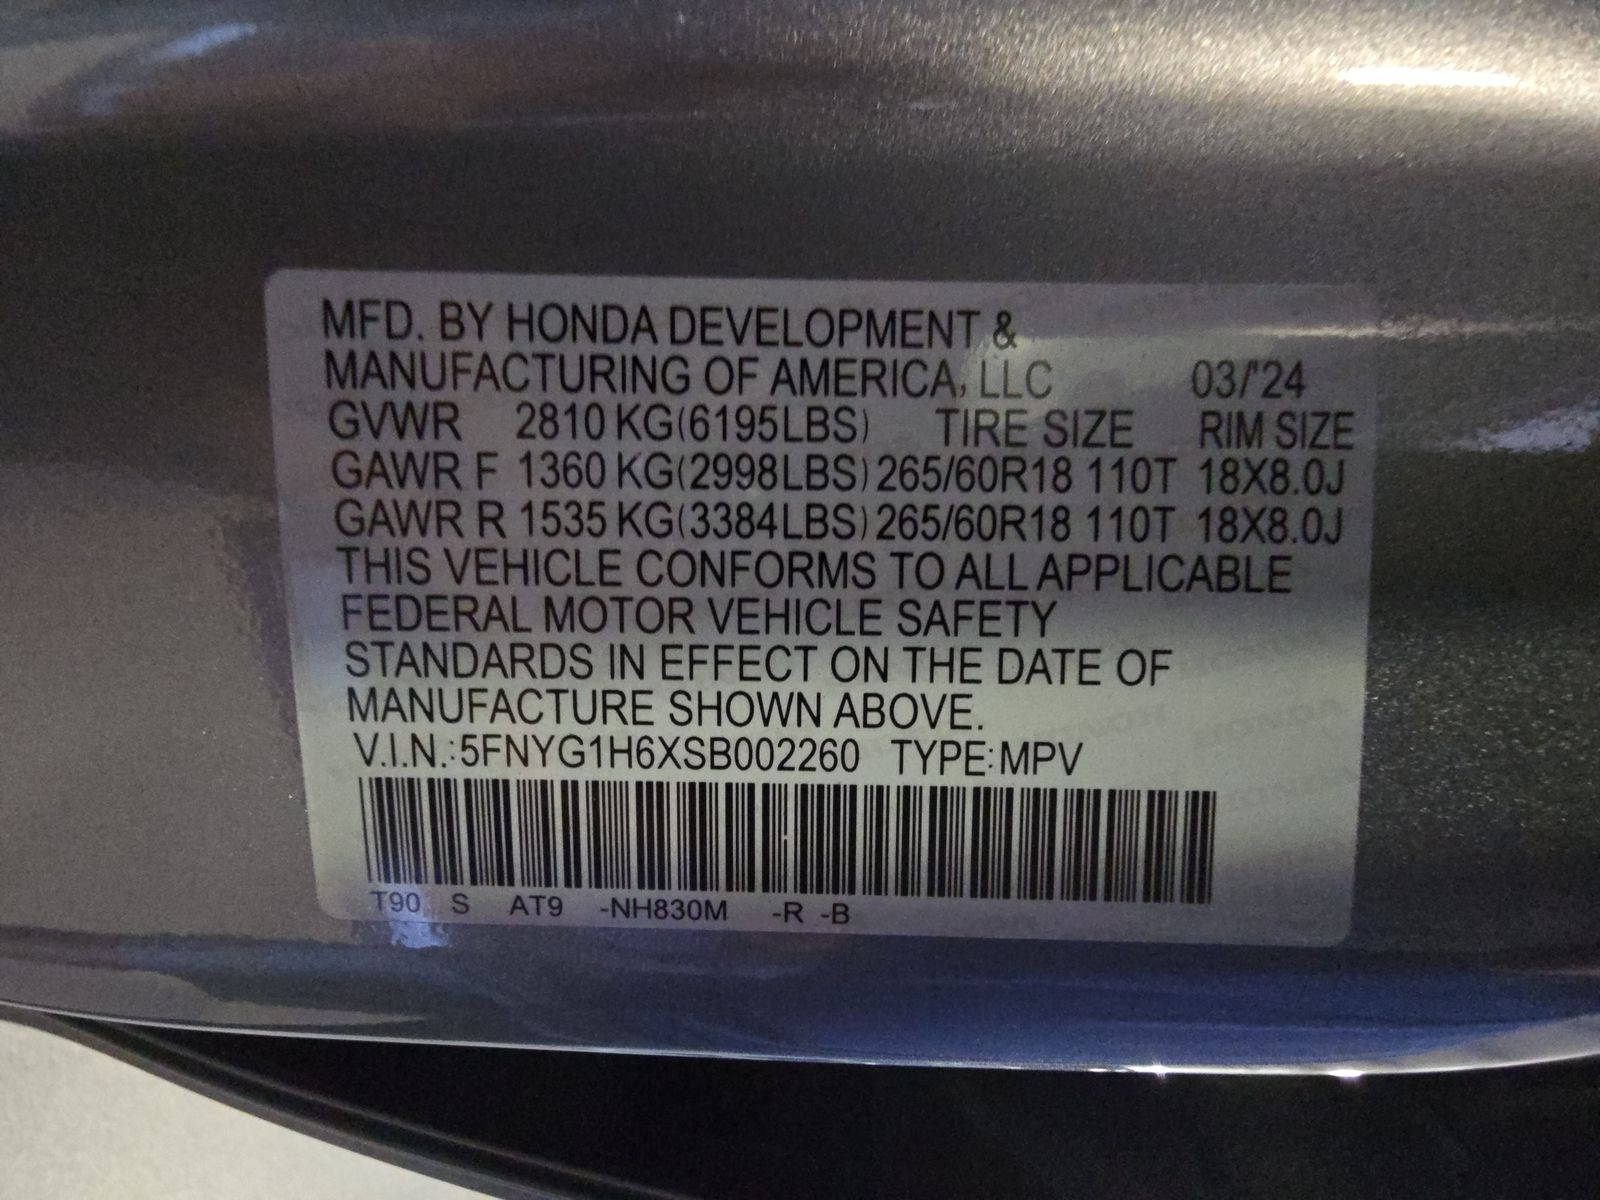 MFD. BY HONDA DEVELOPMENT &
MANUFACTURING OF AMERICA, LLC 03/'24
GVWR 2810 KG(6195LBS) TIRE SIZE RIM SIZE
GAWR F 1360 KG(2998LBS) 265/60R18 110T 18X8.0J
GAWR R 1535 KG(3384LBS) 265/60R18 110T 18X8.0J
THIS VEHICLE CONFORMS TO ALL APPLICABLE
FEDERAL MOTOR VEHICLE SAFETY
STANDARDS IN EFFECT ON THE DATE OF
MANUFACTURE SHOWN ABOVE.
V.I.N.:5FNYG1H6XSB002260 TYPE:MPV
T90 S AT9 -NH830M -R -B